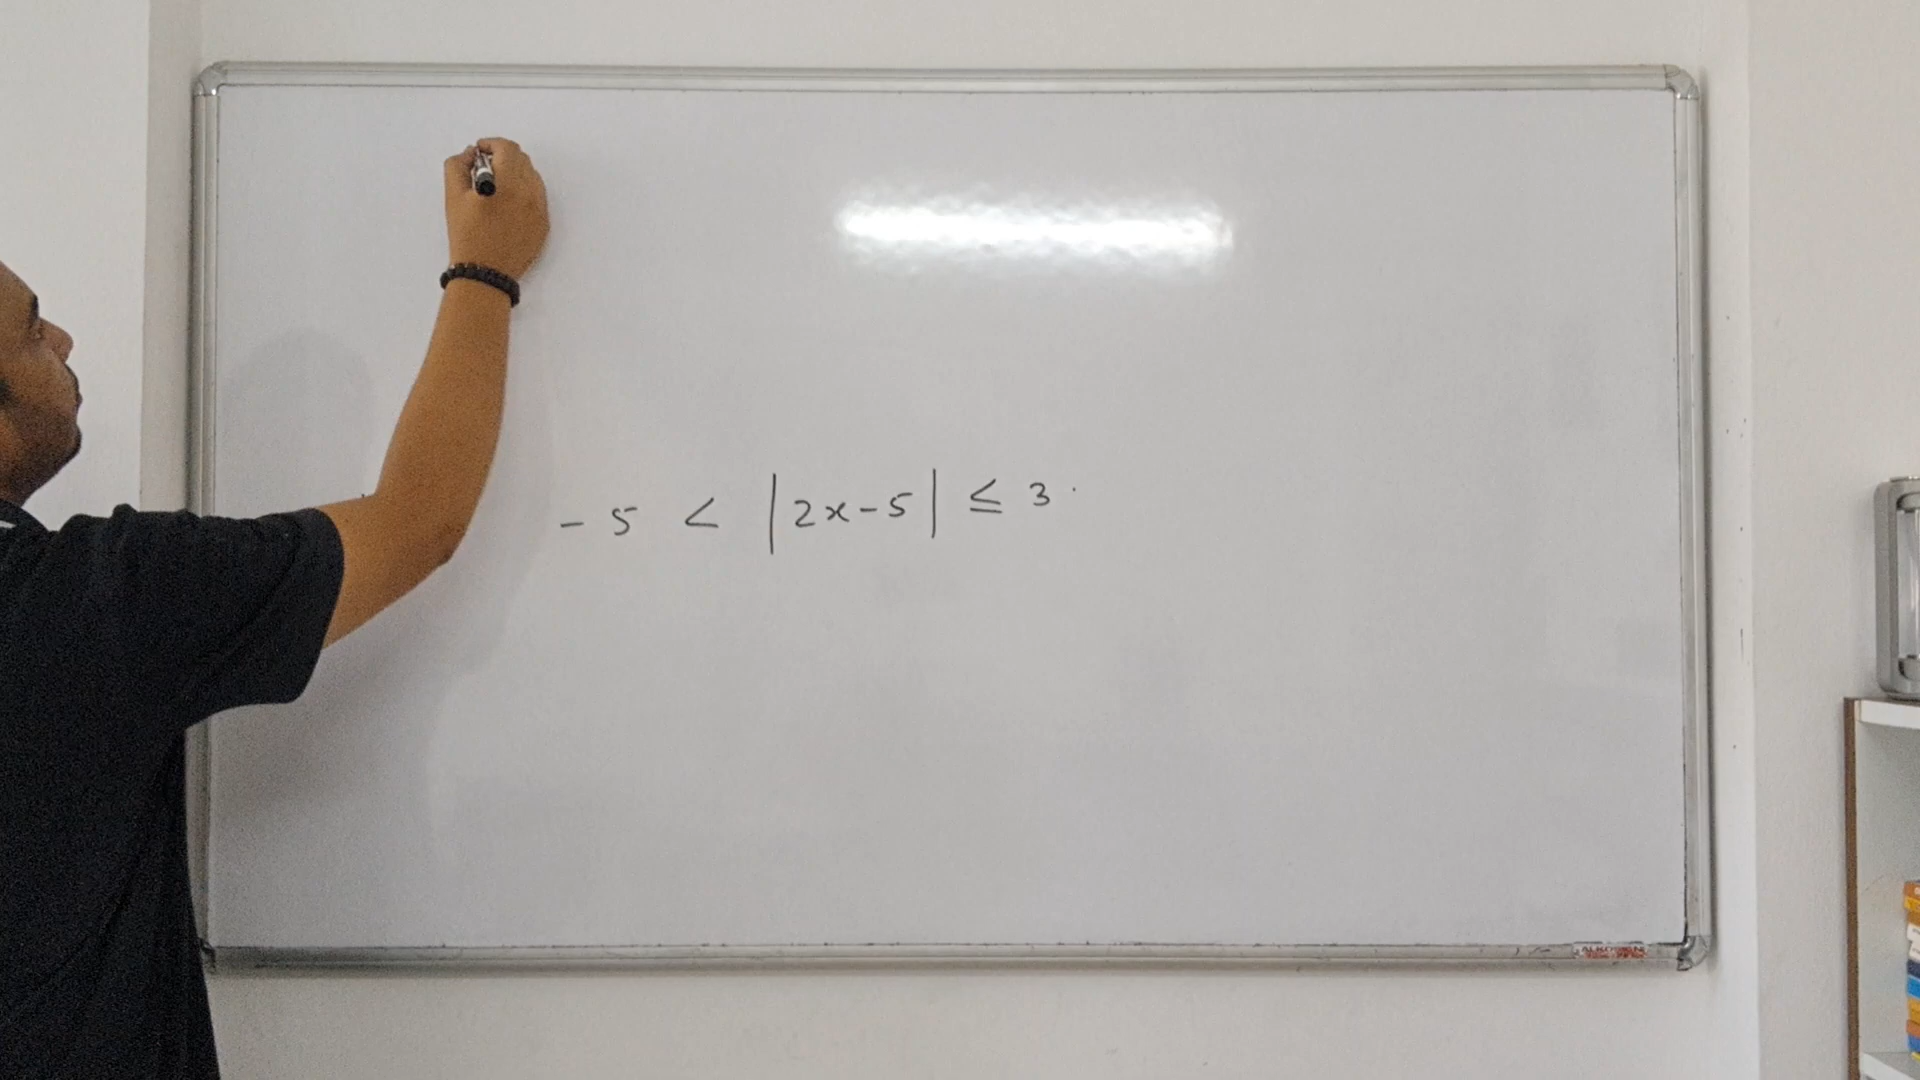 - 5 < |2x-5| ≤ 3